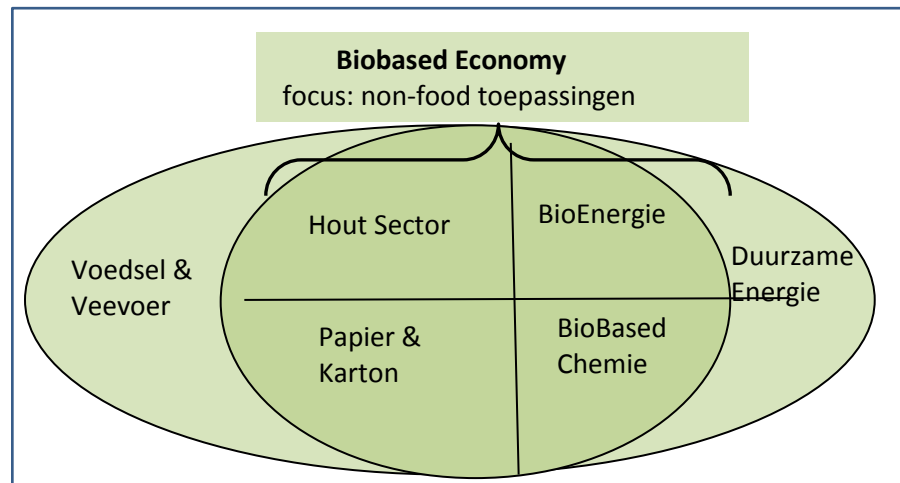 Biobased Economy
focus: non-food toepassingen
Hout Sector
BioEnergie
Voedsel &
Veevoer
Duurzame
Energie
Papier &
Karton
BioBased
Chemie